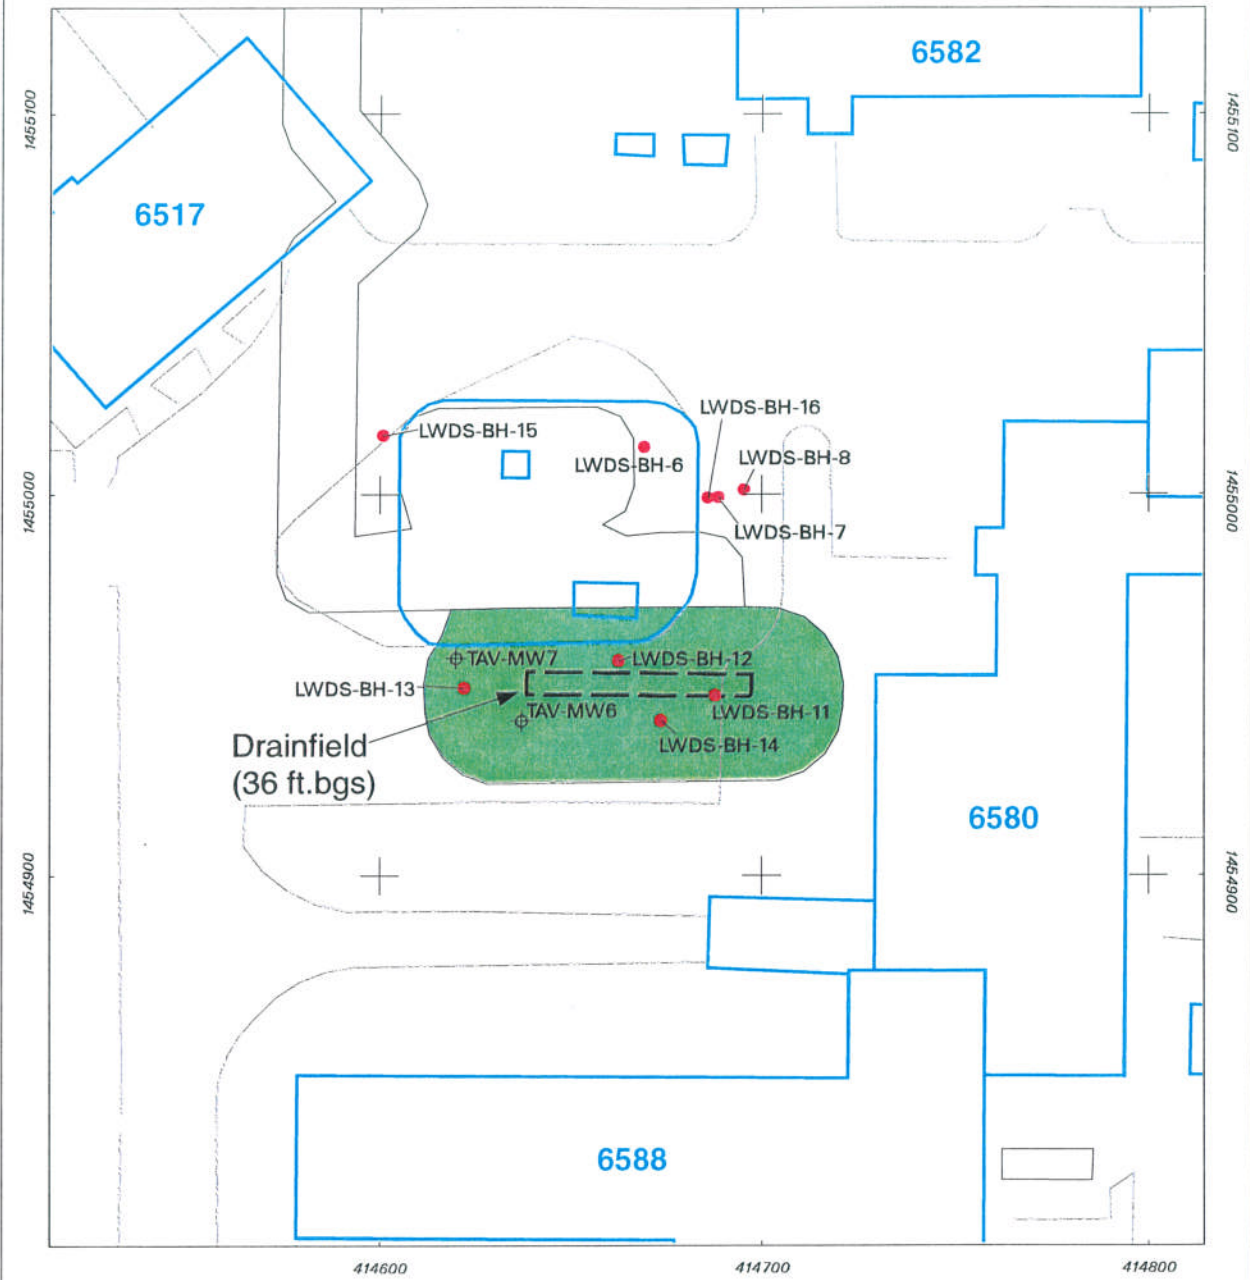 6582
1455100
1455100
6517
LWDS-BH-16
LWDS-BH-15
LWDS-BH-6
LWDS-BH-8
1455000
1455000
LWDS-BH-7
TAV-MW7
LWDS-BH-12
LWDS-BH-13
TAV-MW6
LWDS-BH-11
LWDS-BH-14
Drainfield
(36 ft.bgs)
6580
1454900
1454900
6588
414600
414700
414800